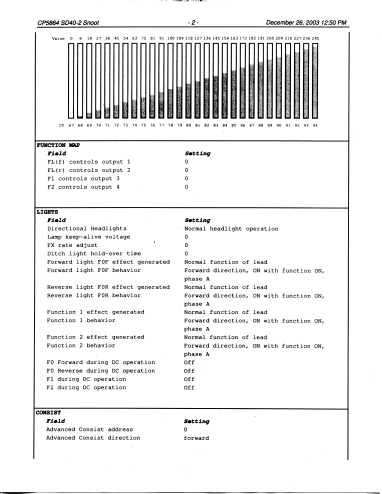 CP5864 SD40-2 Snoot - 2 - December 26, 2003 12:50 PM
Value 0 9 18 27 36 45 54 63 72 81 91 100 109 118 127 136 145 154 163 173 182 191 200 209 218 227 236 245
CV 67 68 69 70 71 72 73 74 75 76 77 78 79 80 81 82 83 84 85 86 87 88 89 90 91 92 93 94
FUNCTION MAP
Field Setting
FL(f) controls output 1 0
FL(r) controls output 2 0
F1 controls output 3 0
F2 controls output 4 0
LIGHTS
Field Setting
Directional Headlights Normal headlight operation
Lamp keep-alive voltage 0
FX rate adjust 0
Ditch light hold-over time 0
Forward light F0F effect generated Normal function of lead
Forward light F0F behavior Forward direction, ON with function ON,
phase A
Reverse light F0R effect generated Normal function of lead
Reverse light F0R behavior Forward direction, ON with function ON,
phase A
Function 1 effect generated Normal function of lead
Function 1 behavior Forward direction, ON with function ON,
phase A
Function 2 effect generated Normal function of lead
Function 2 behavior Forward direction, ON with function ON,
phase A
F0 Forward during DC operation Off
F0 Reverse during DC operation Off
F1 during DC operation Off
F2 during DC operation Off
CONSIST
Field Setting
Advanced Consist address 0
Advanced Consist direction forward